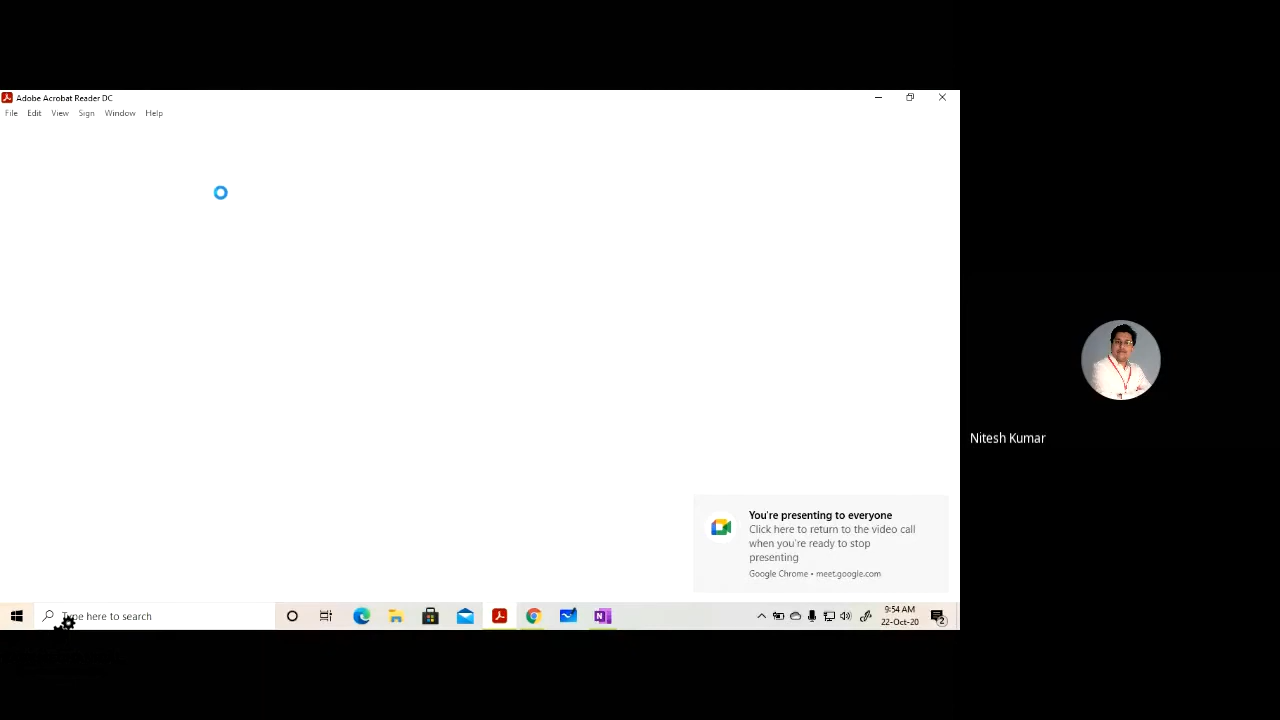 Adobe Acrobat Reader DC
File Edit View Sign Window Help
You're presenting to everyone
Click here to return to the video call
when you're ready to stop
presenting
Google Chrome • meet.google.com
Nitesh Kumar
Type here to search
9:54 AM
22-Oct-20
2